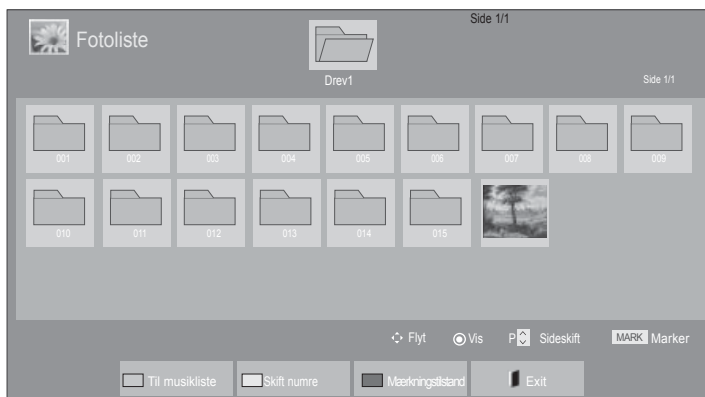 Side 1/1
Fotoliste
Drev1
Side 1/1
001 002 003 004 005 006 007 008 009
010 011 012 013 014 015
Flyt Vis P Sideskift MARK Marker
Til musikliste Skift numre Mærkningstilstand Exit